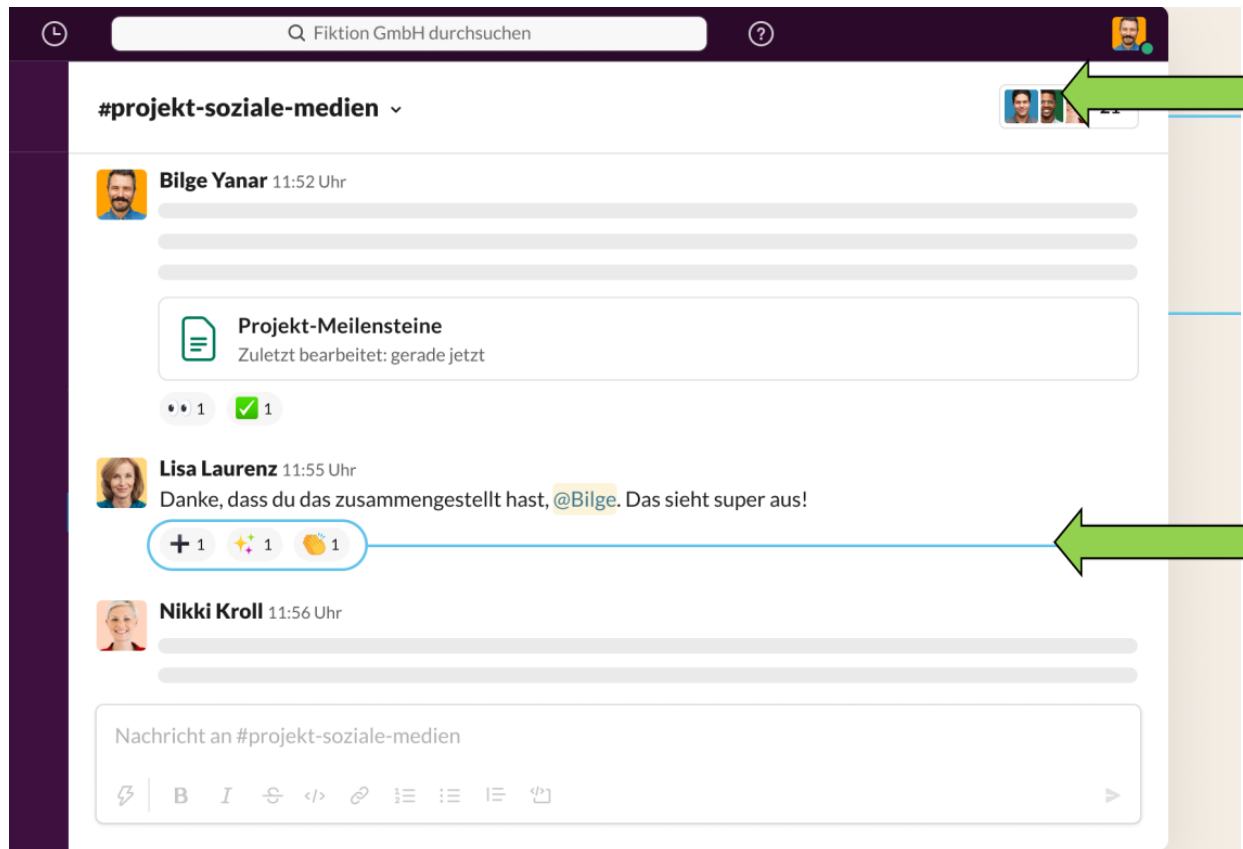 Fiktion GmbH durchsuchen
#projekt-soziale-medien
Bilge Yanar 11:52 Uhr
Projekt-Meilensteine
Zuletzt bearbeitet: gerade jetzt
1 1
Lisa Laurenz 11:55 Uhr
Danke, dass du das zusammengestellt hast, @Bilge. Das sieht super aus!
1 1 1
Nikki Kroll 11:56 Uhr
Nachricht an #projekt-soziale-medien
B I S </>